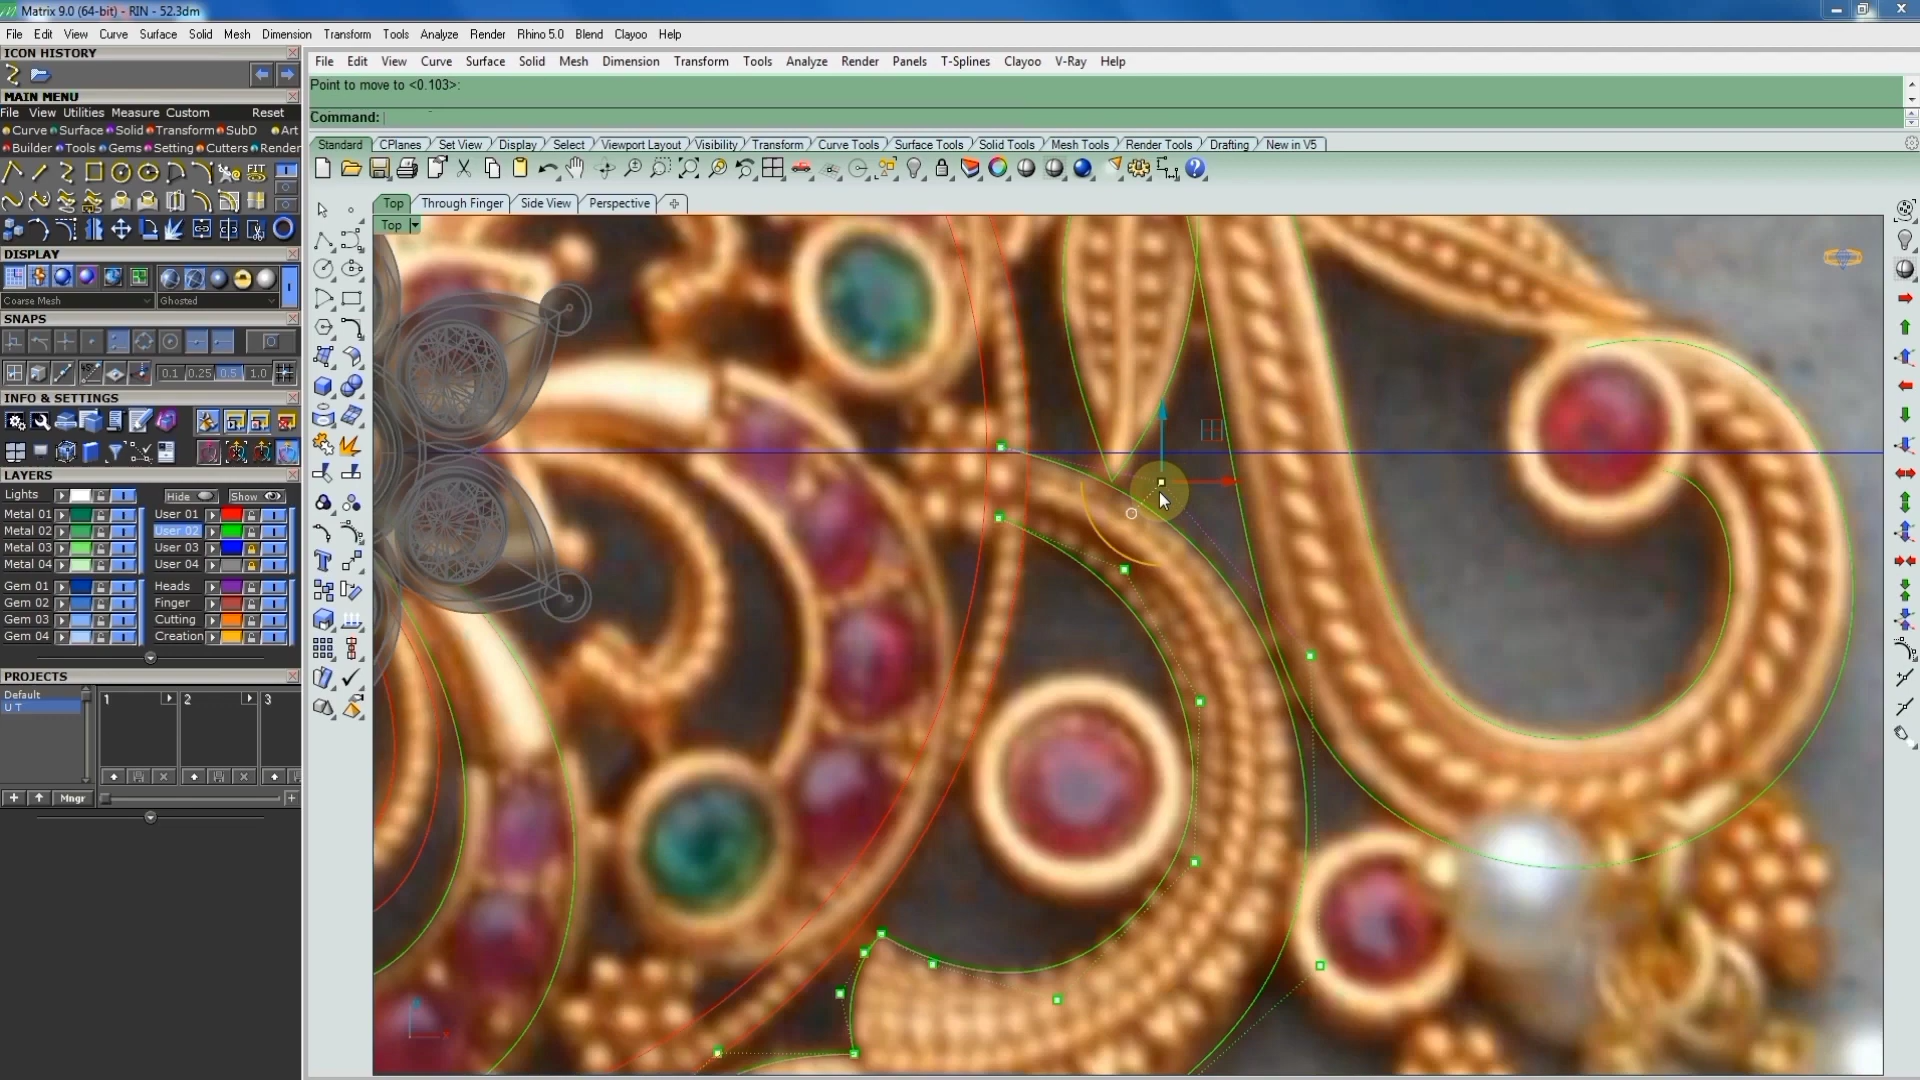 Matrix 9.0 (64-bit) - RIN - 52.3dm
File Edit View Curve Surface Solid Mesh Dimension Transform Tools Analyze Render Rhino 5.0 Blend Clayoo Help
ICON HISTORY
MAIN MENU
File View Utilities Measure Custom Reset
Curve Surface Solid Transform SubD Art
Builder Tools Gems Setting Cutters Render
FIT
DISPLAY
Coarse Mesh Ghosted
SNAPS
0.1 0.25 0.5 1.0
INFO & SETTINGS
LAYERS
Lights Hide Show
Metal 01 User 01
Metal 02 User 02
Metal 03 User 03
Metal 04 User 04
Gem 01 Heads
Gem 02 Finger
Gem 03 Cutting
Gem 04 Creation
PROJECTS
Default
U T
1 2 3
Mngr
File Edit View Curve Surface Solid Mesh Dimension Transform Tools Analyze Render Panels T-Splines Clayoo V-Ray Help
Point to move to <0.103>:
Command:
Standard CPlanes Set View Display Select Viewport Layout Visibility Transform Curve Tools Surface Tools Solid Tools Mesh Tools Render Tools Drafting New in V5
Top Through Finger Side View Perspective
Top
x